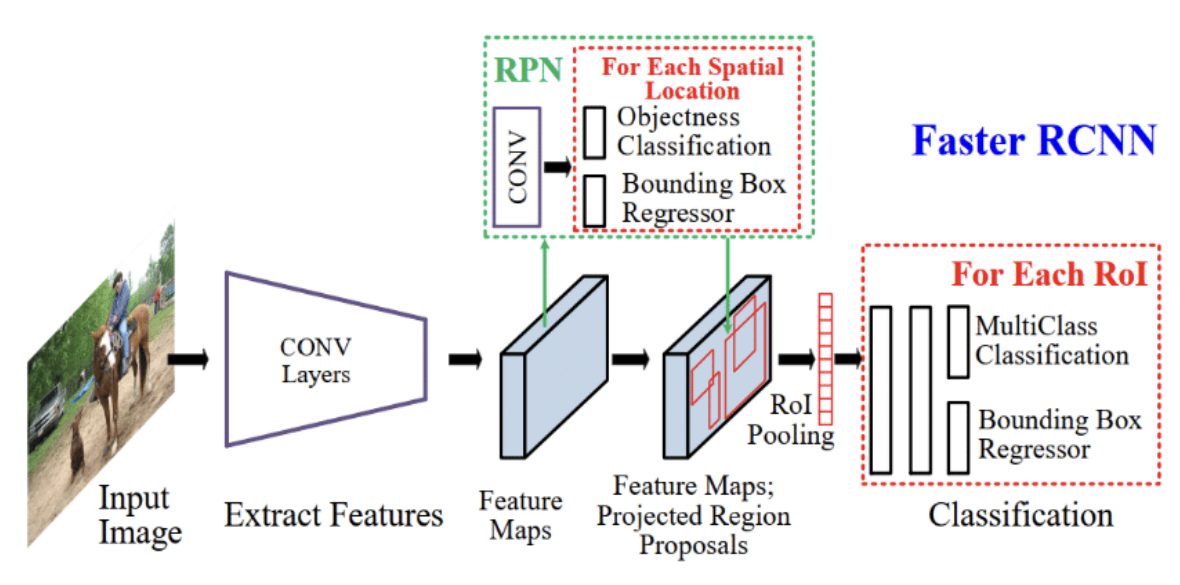 RPN
For Each Spatial
Location
CONV
Objectness
Classification
Bounding Box
Regressor
Faster RCNN
For Each RoI
MultiClass
Classification
Bounding Box
Regressor
CONV
Layers
RoI
Pooling
Input
Image
Extract Features
Feature
Maps
Feature Maps;
Projected Region
Proposals
Classification